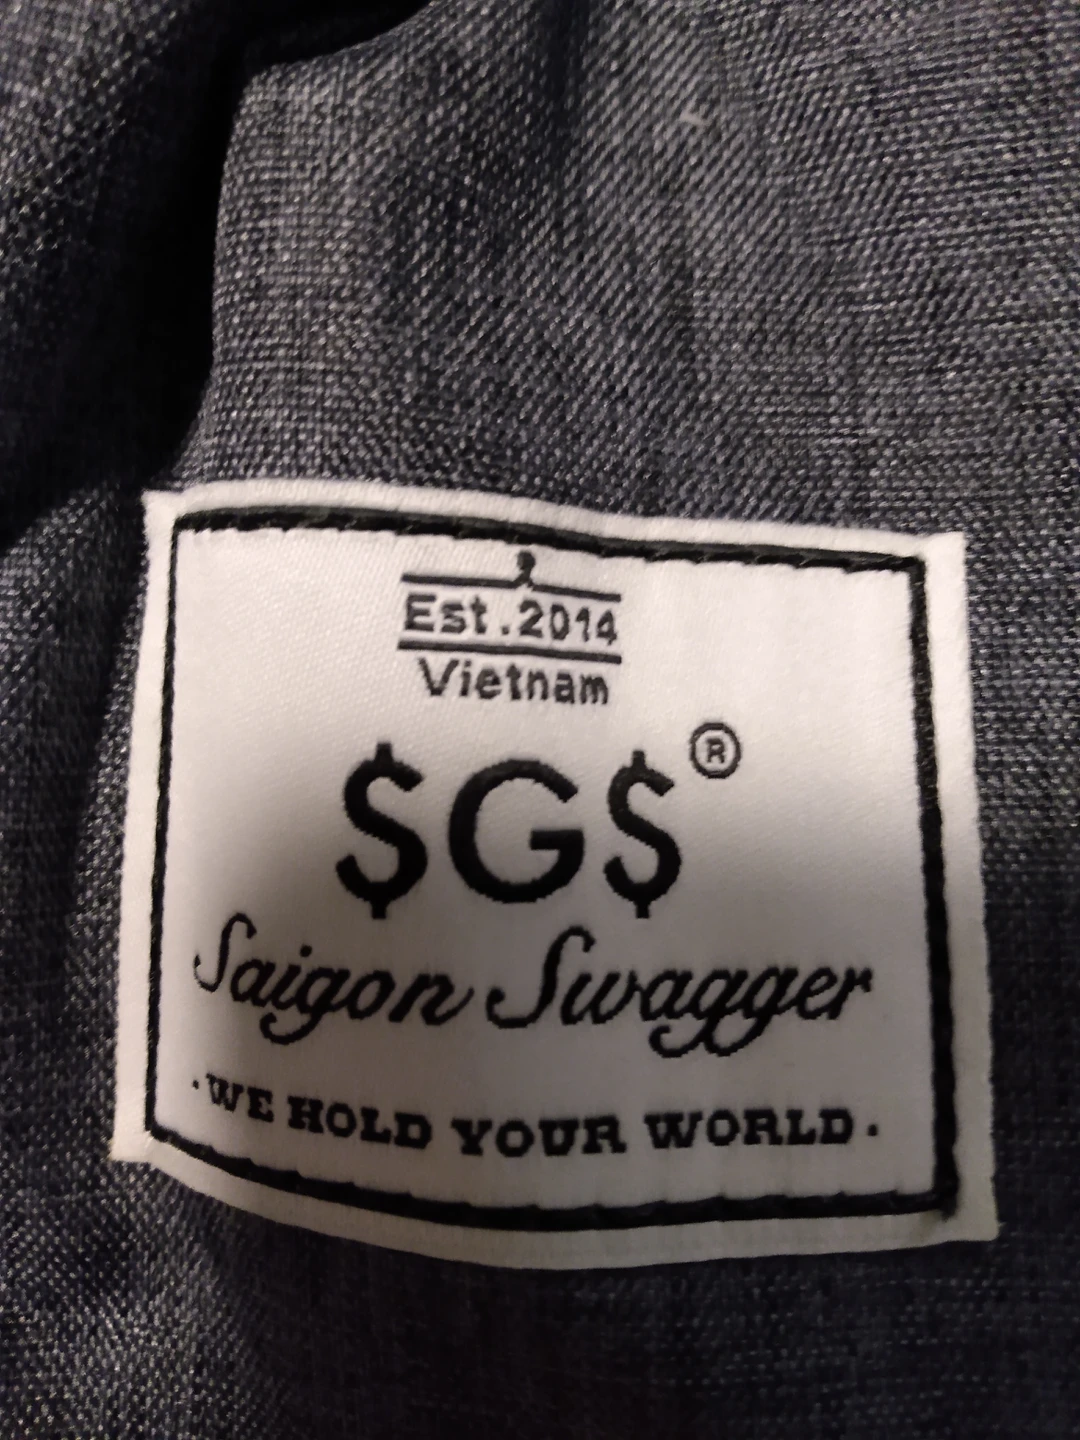 Est.2014
Vietnam
$G$®
Saigon Swagger
·WE HOLD YOUR WORLD·